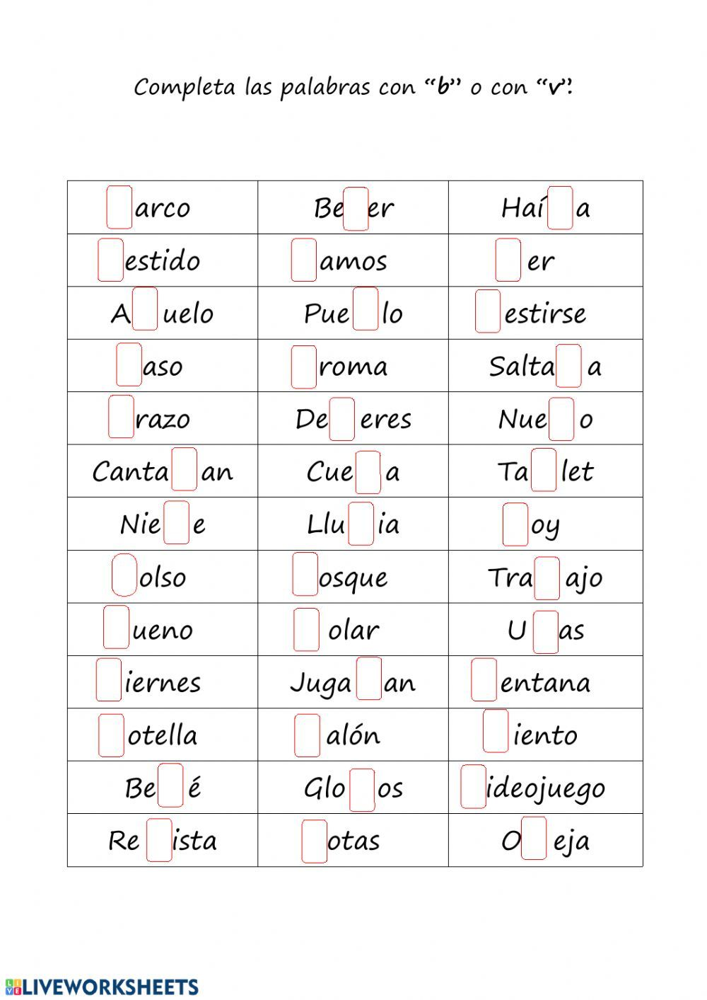 Completa las palabras con “b” o con “v”.
arco Be er Haí a
estido amos er
A uelo Pue lo estirse
aso roma Salta a
razo De eres Nue o
Canta an Cue a Ta let
Nie e Llu ia oy
olso osque Tra ajo
ueno olar U as
iernes Juga an entana
otella alón iento
Be é Glo os ideojuego
Re ista otas O eja
LIVE LIVEWORKSHEETS